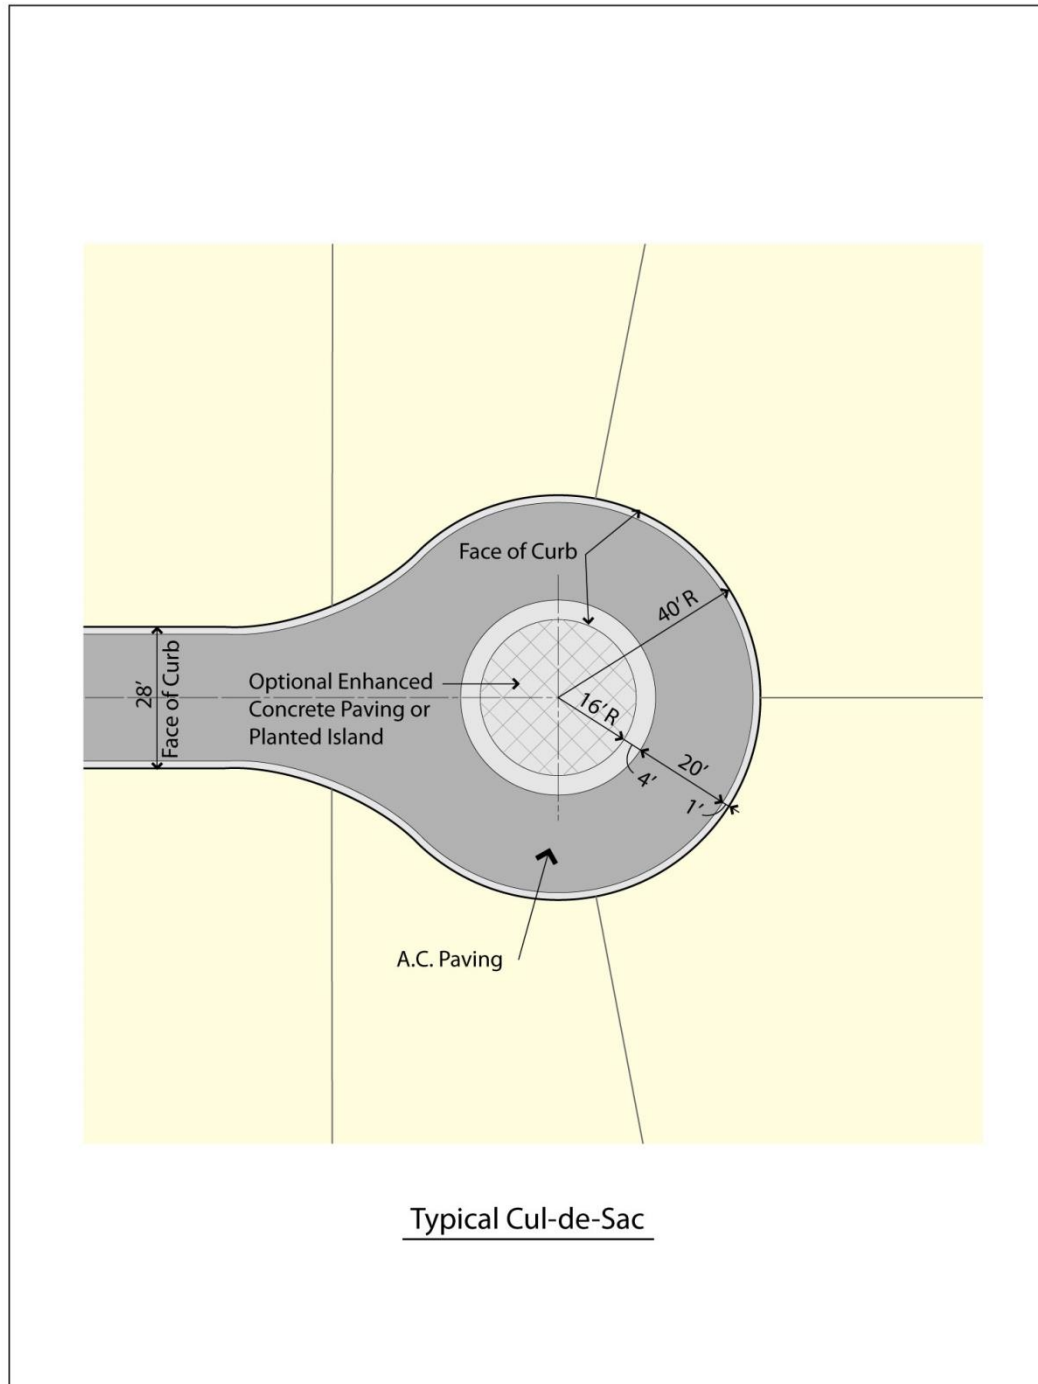 Face of Curb
40' R
28'
Face of Curb
Optional Enhanced
Concrete Paving or
Planted Island
16' R
20'
4'
1'
A.C. Paving
Typical Cul-de-Sac